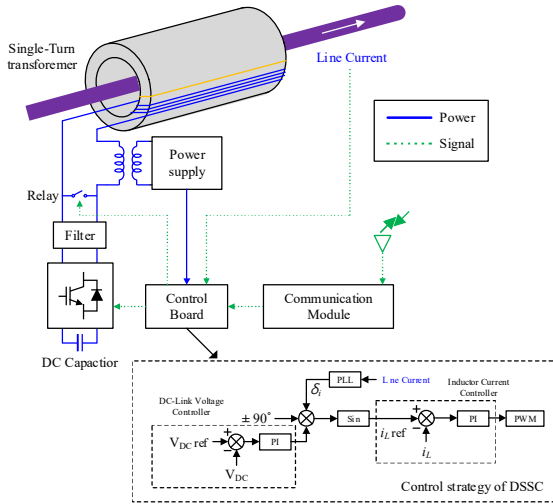 Single-Turn
transformer
Line Current
Power
Signal
Power
supply
Relay
Filter
Control
Board
Communication
Module
DC Capactior
PLL
Line Current
δi
DC-Link Voltage
Controller
Inductor Current
Controller
± 90°
Sin
VDC ref
+
−
PI
VDC
iL ref
+
−
PI
PWM
iL
Control strategy of DSSC